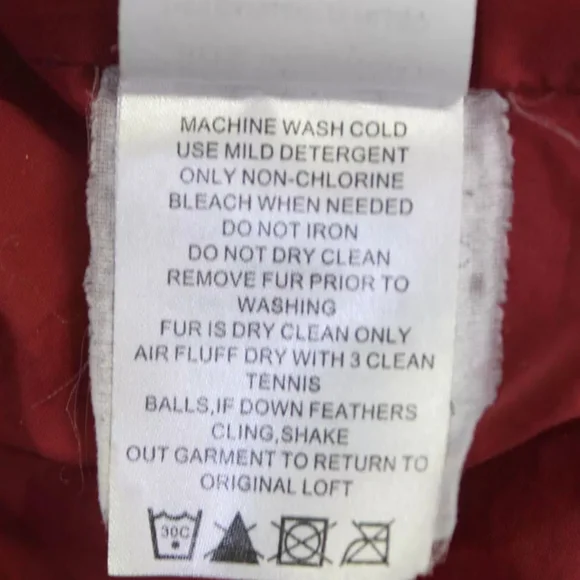 MACHINE WASH COLD
USE MILD DETERGENT
ONLY NON-CHLORINE
BLEACH WHEN NEEDED
DO NOT IRON
DO NOT DRY CLEAN
REMOVE FUR PRIOR TO
WASHING
FUR IS DRY CLEAN ONLY
AIR FLUFF DRY WITH 3 CLEAN
TENNIS
BALLS,IF DOWN FEATHERS
CLING,SHAKE
OUT GARMENT TO RETURN TO
ORIGINAL LOFT
30C